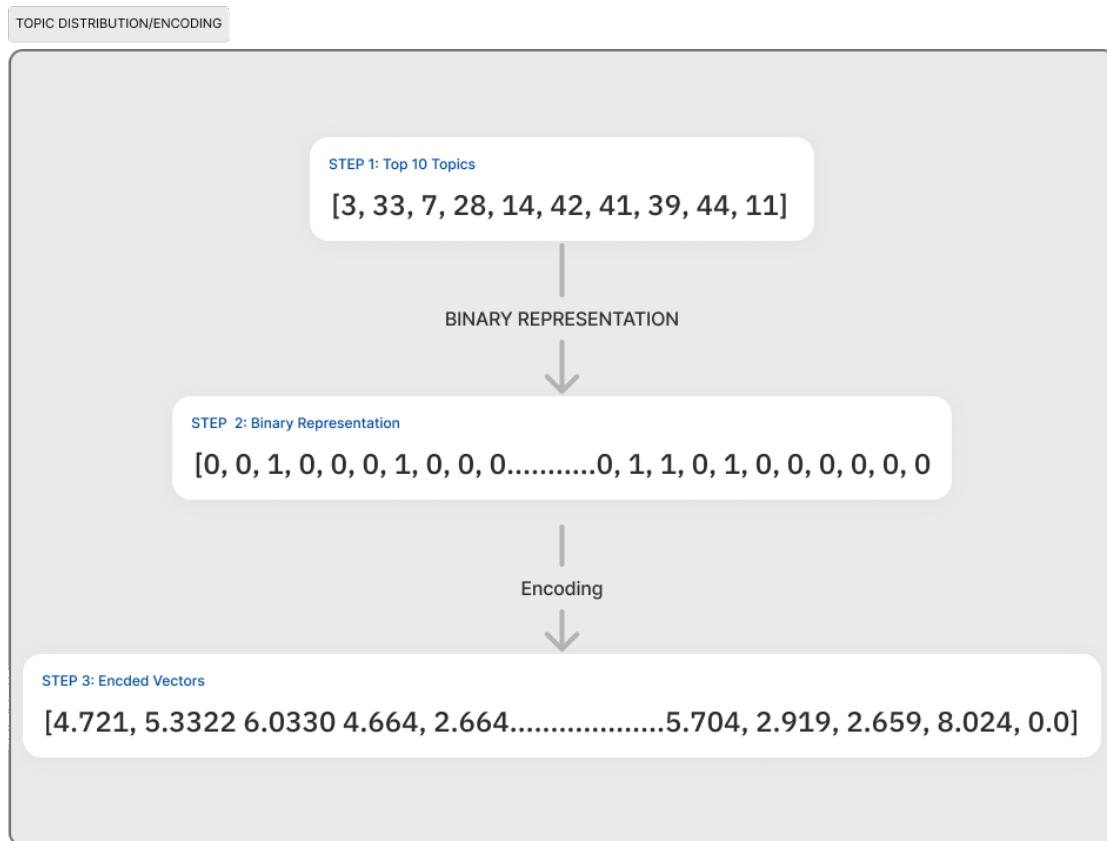 TOPIC DISTRIBUTION/ENCODING
STEP 1: Top 10 Topics
[3, 33, 7, 28, 14, 42, 41, 39, 44, 11]
BINARY REPRESENTATION
STEP 2: Binary Representation
[0, 0, 1, 0, 0, 0, 1, 0, 0, 0...........0, 1, 1, 0, 1, 0, 0, 0, 0, 0, 0
Encoding
STEP 3: Encded Vectors
[4.721, 5.3322 6.0330 4.664, 2.664...................5.704, 2.919, 2.659, 8.024, 0.0]